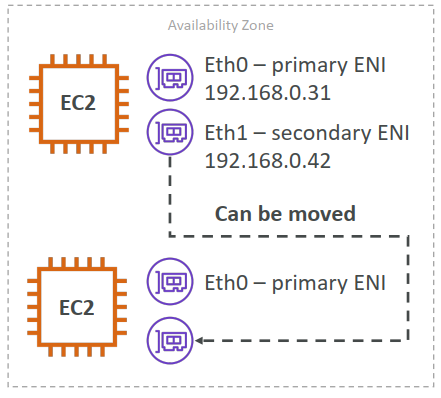 Availability Zone
EC2
Eth0 – primary ENI
192.168.0.31
Eth1 – secondary ENI
192.168.0.42
Can be moved
EC2
Eth0 – primary ENI